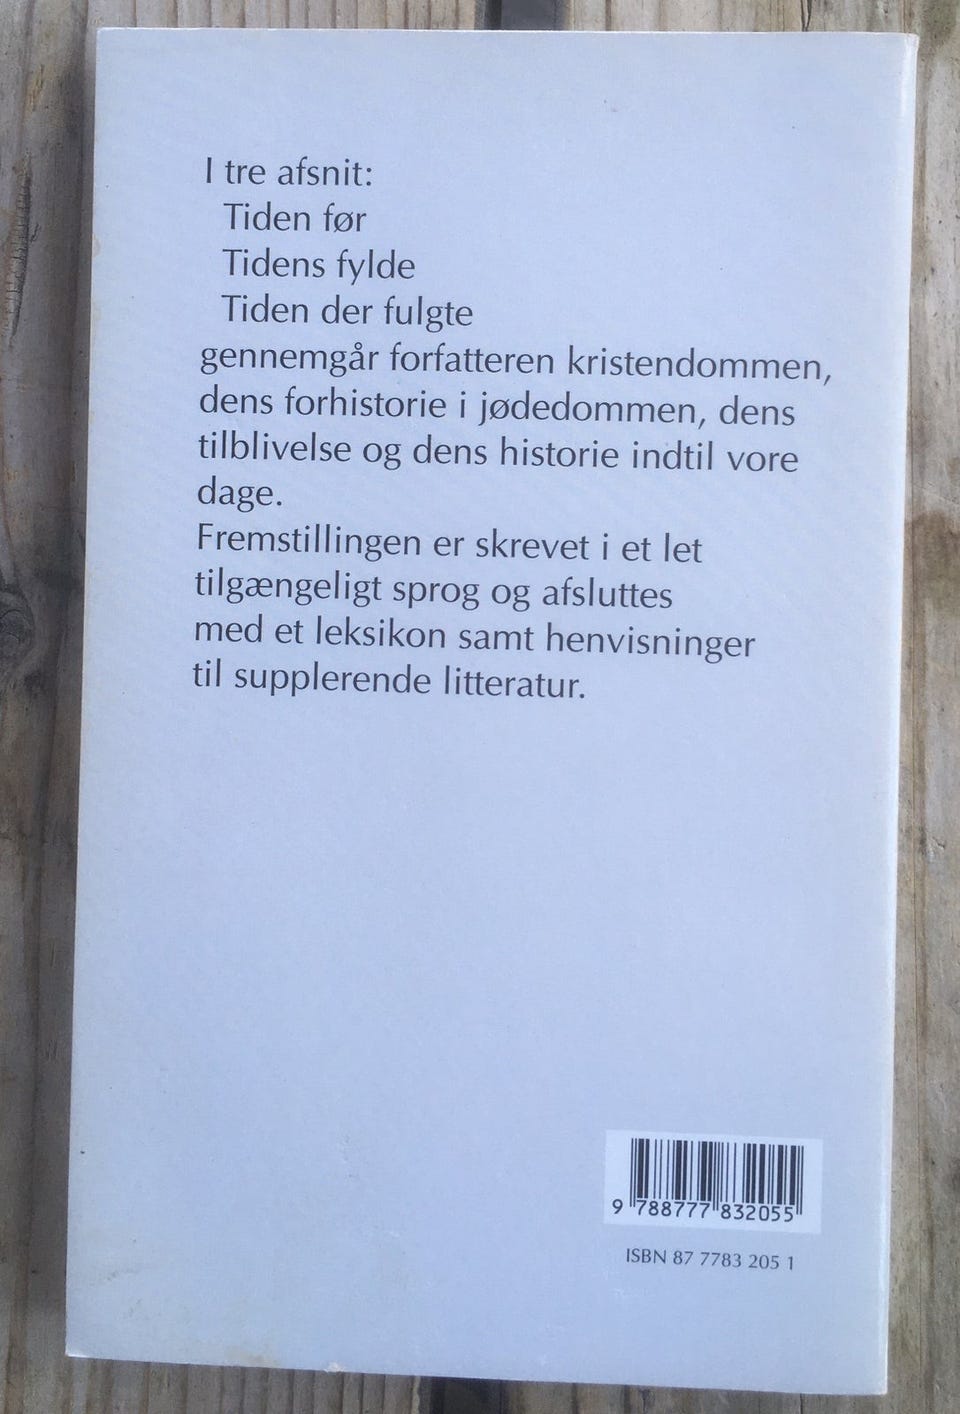 I tre afsnit:
Tiden før
Tidens fylde
Tiden der fulgte
gennemgår forfatteren kristendommen,
dens forhistorie i jødedommen, dens
tilblivelse og dens historie indtil vore
dage.
Fremstillingen er skrevet i et let
tilgængeligt sprog og afsluttes
med et leksikon samt henvisninger
til supplerende litteratur.
9 788777 832055
ISBN 87 7783 205 1